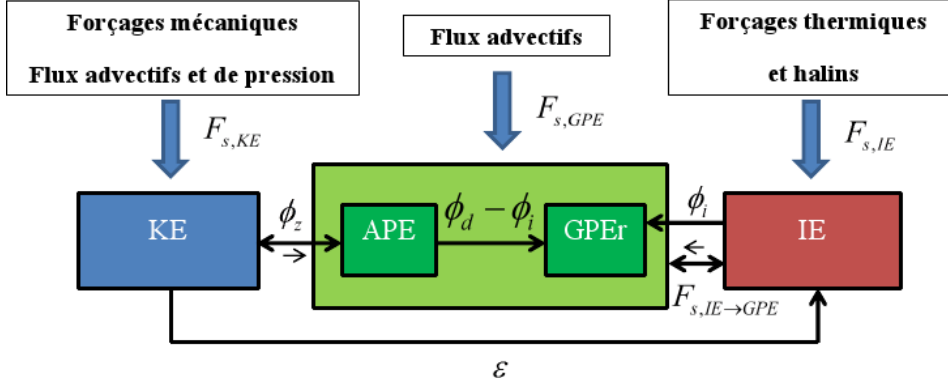 Forçages mécaniques
Flux advectifs et de pression
Flux advectifs
Forçages thermiques
et halins
F_{s,KE}
F_{s,GPE}
F_{s,IE}
KE
ϕ_z
APE
ϕ_d − ϕ_i
GPEr
ϕ_i
IE
F_{s,IE→GPE}
ε